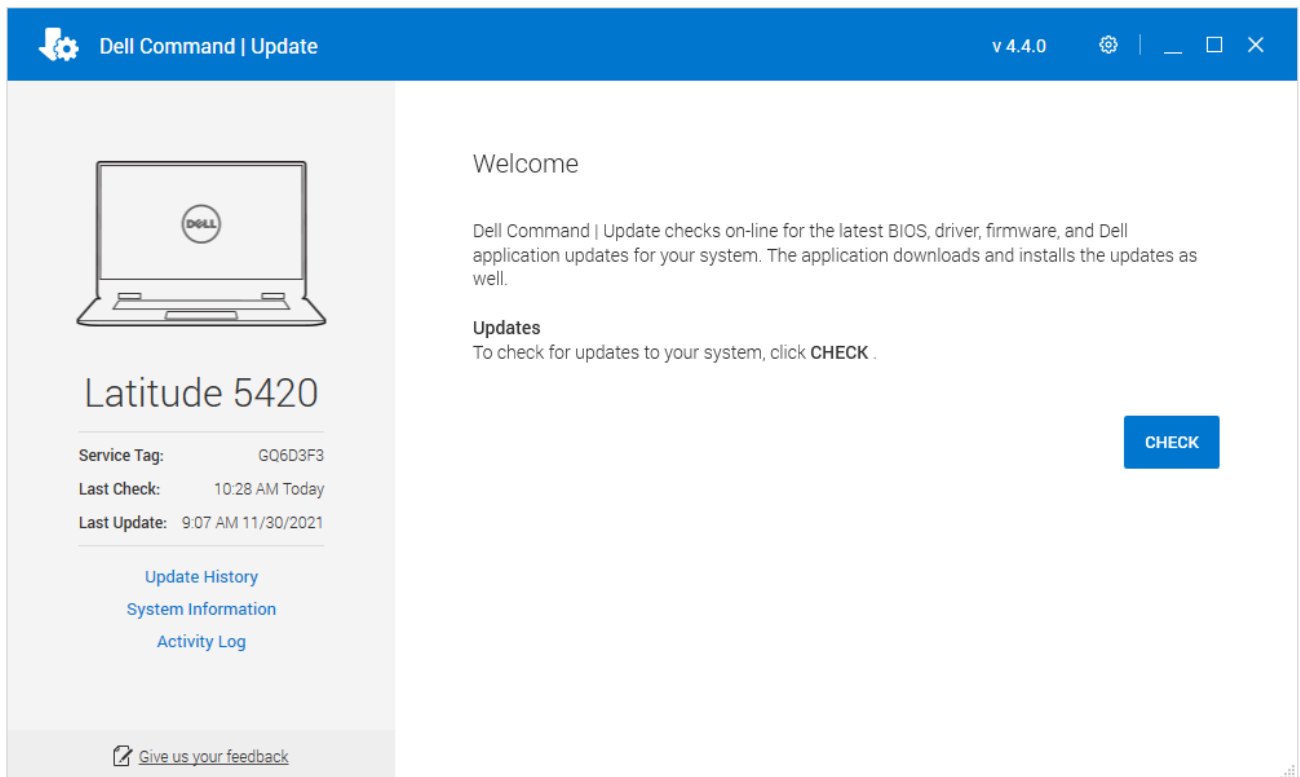 Dell Command | Update
v 4.4.0
DELL
Latitude 5420
Service Tag: GQ6D3F3
Last Check: 10:28 AM Today
Last Update: 9:07 AM 11/30/2021
Update History
System Information
Activity Log
Give us your feedback
Welcome
Dell Command | Update checks on-line for the latest BIOS, driver, firmware, and Dell
application updates for your system. The application downloads and installs the updates as
well.
Updates
To check for updates to your system, click CHECK .
CHECK